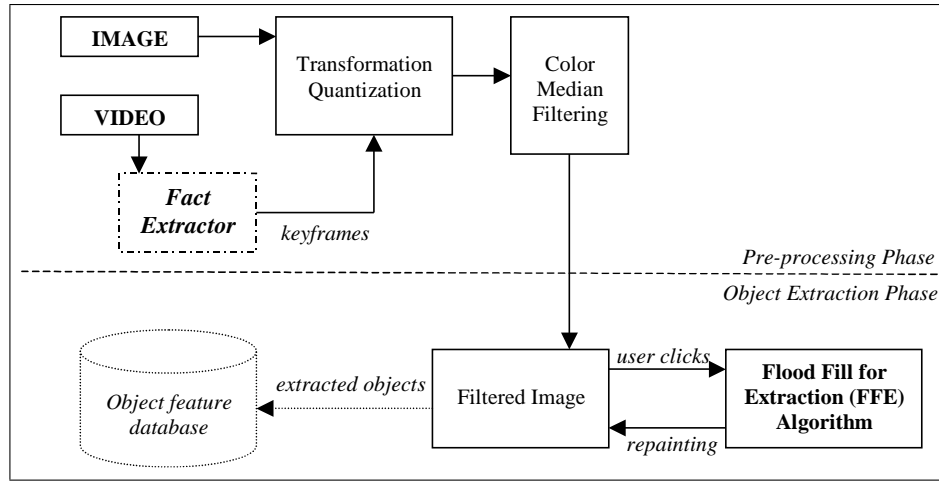 IMAGE
Transformation
Quantization
Color
Median
Filtering
VIDEO
Fact
Extractor
keyframes
Pre-processing Phase
Object Extraction Phase
user clicks
Flood Fill for
Extraction (FFE)
Algorithm
Filtered Image
extracted objects
Object feature
database
repainting